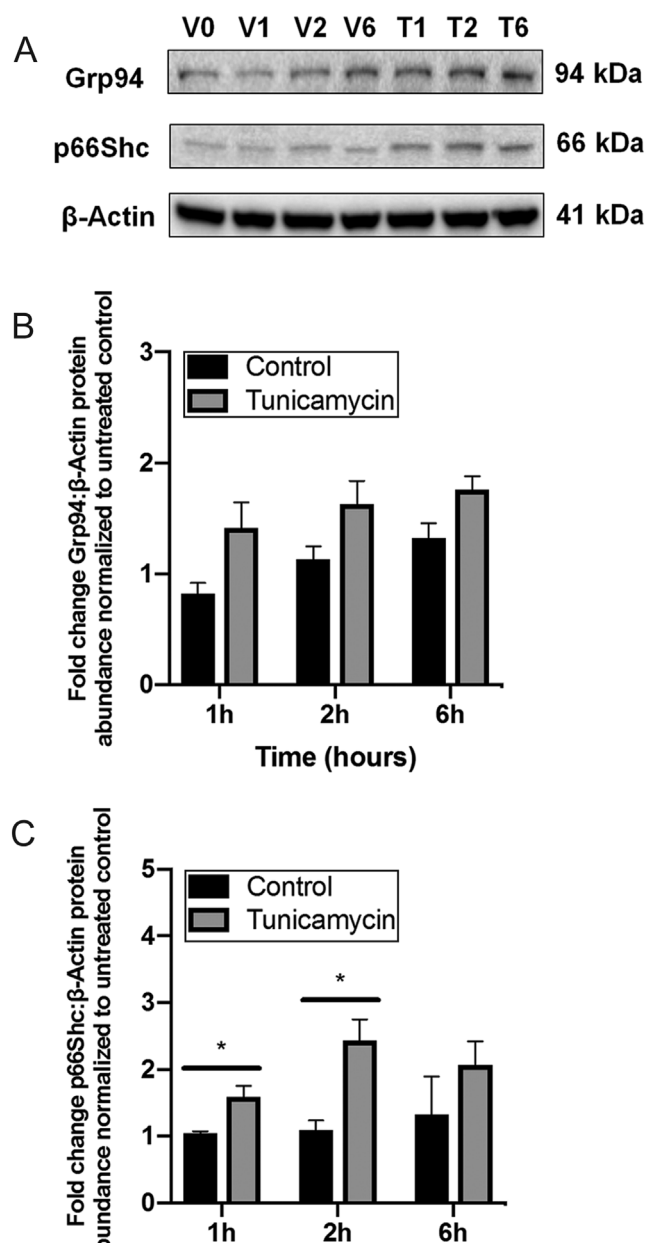 A
V0 V1 V2 V6 T1 T2 T6
Grp94 94 kDa
p66Shc 66 kDa
β-Actin 41 kDa
B
Fold change Grp94:β-Actin protein
abundance normalized to untreated control
3
2
1
0
Control
Tunicamycin
1h 2h 6h
Time (hours)
C
Fold change p66Shc:β-Actin protein
bundance normalized to untreated control
5
4
3
2
1
0
Control
Tunicamycin
*
*
1h 2h 6h